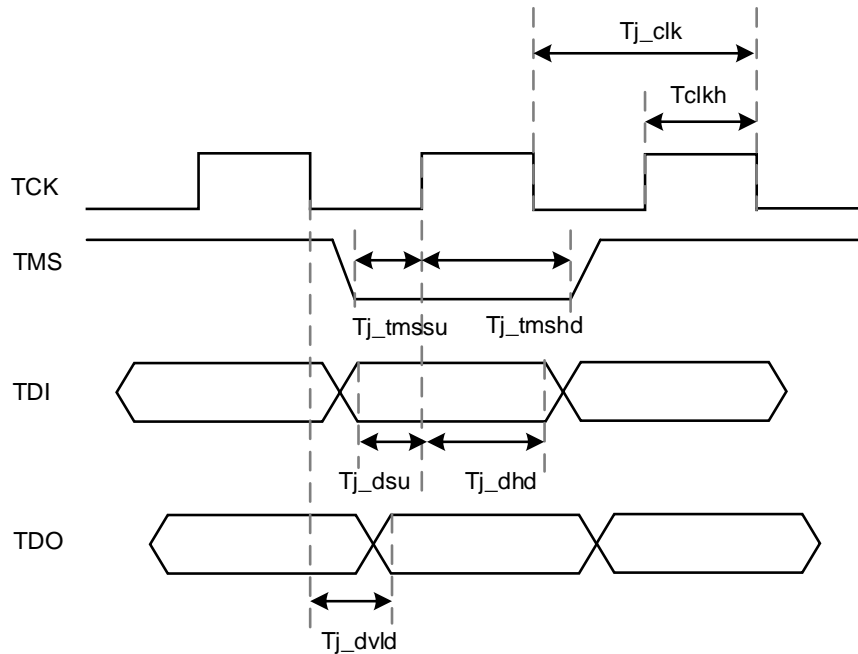 Tj_clk
Tclkh
TCK
TMS
Tj_tmssu
Tj_tmshd
TDI
Tj_dsu
Tj_dhd
TDO
Tj_dvld